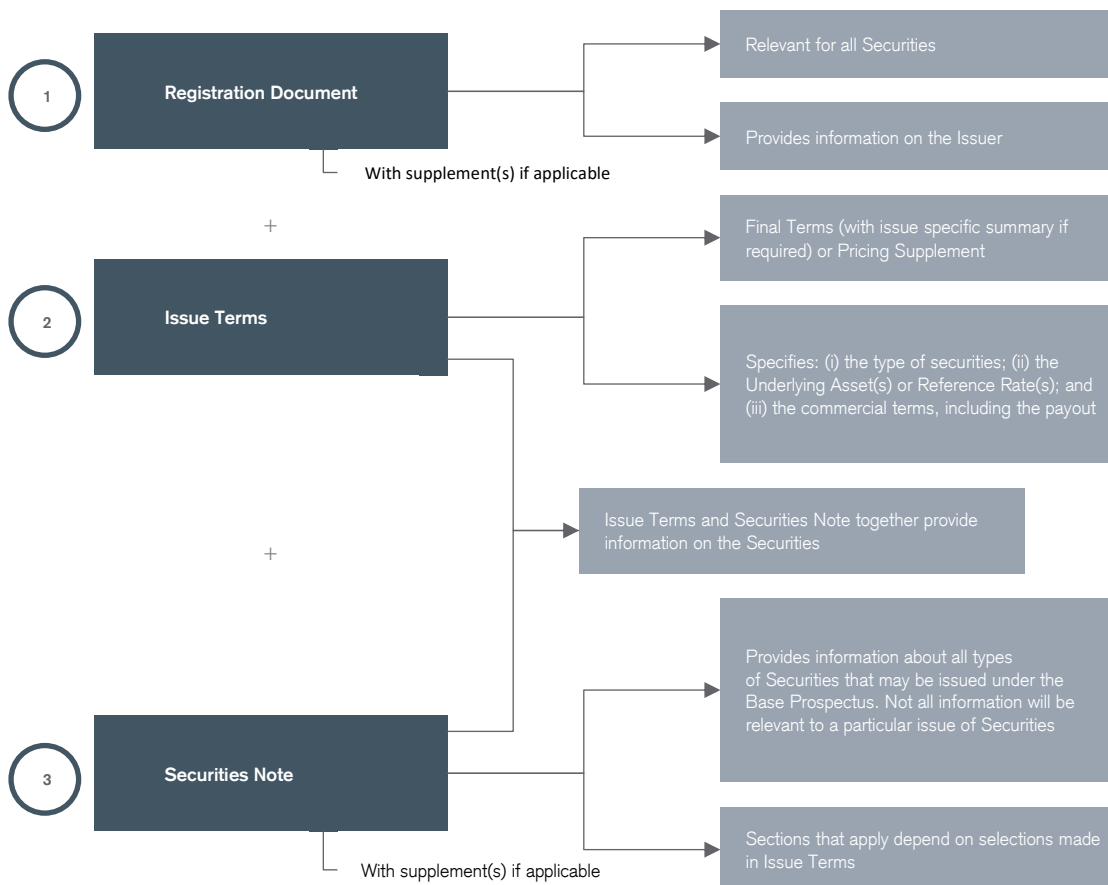 1
Registration Document
With supplement(s) if applicable
Relevant for all Securities
Provides information on the Issuer
+
2
Issue Terms
Final Terms (with issue specific summary if
required) or Pricing Supplement
Specifies: (i) the type of securities; (ii) the
Underlying Asset(s) or Reference Rate(s); and
(iii) the commercial terms, including the payout
Issue Terms and Securities Note together provide
information on the Securities
+
3
Securities Note
With supplement(s) if applicable
Provides information about all types
of Securities that may be issued under the
Base Prospectus. Not all information will be
relevant to a particular issue of Securities
Sections that apply depend on selections made
in Issue Terms